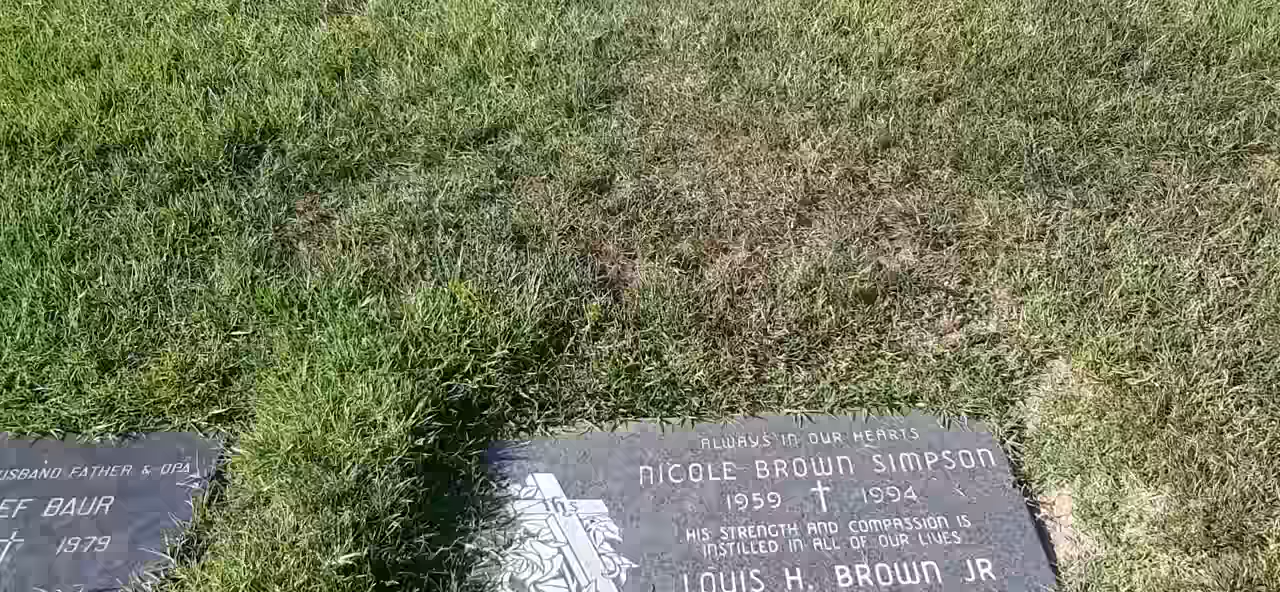 USBAND FATHER & OPA
EF BAUR
1979
ALWAYS IN OUR HEARTS
NICOLE BROWN SIMPSON
1959 1994
HIS STRENGTH AND COMPASSION IS
INSTILLED IN ALL OF OUR LIVES
LOUIS H. BROWN JR
IHS